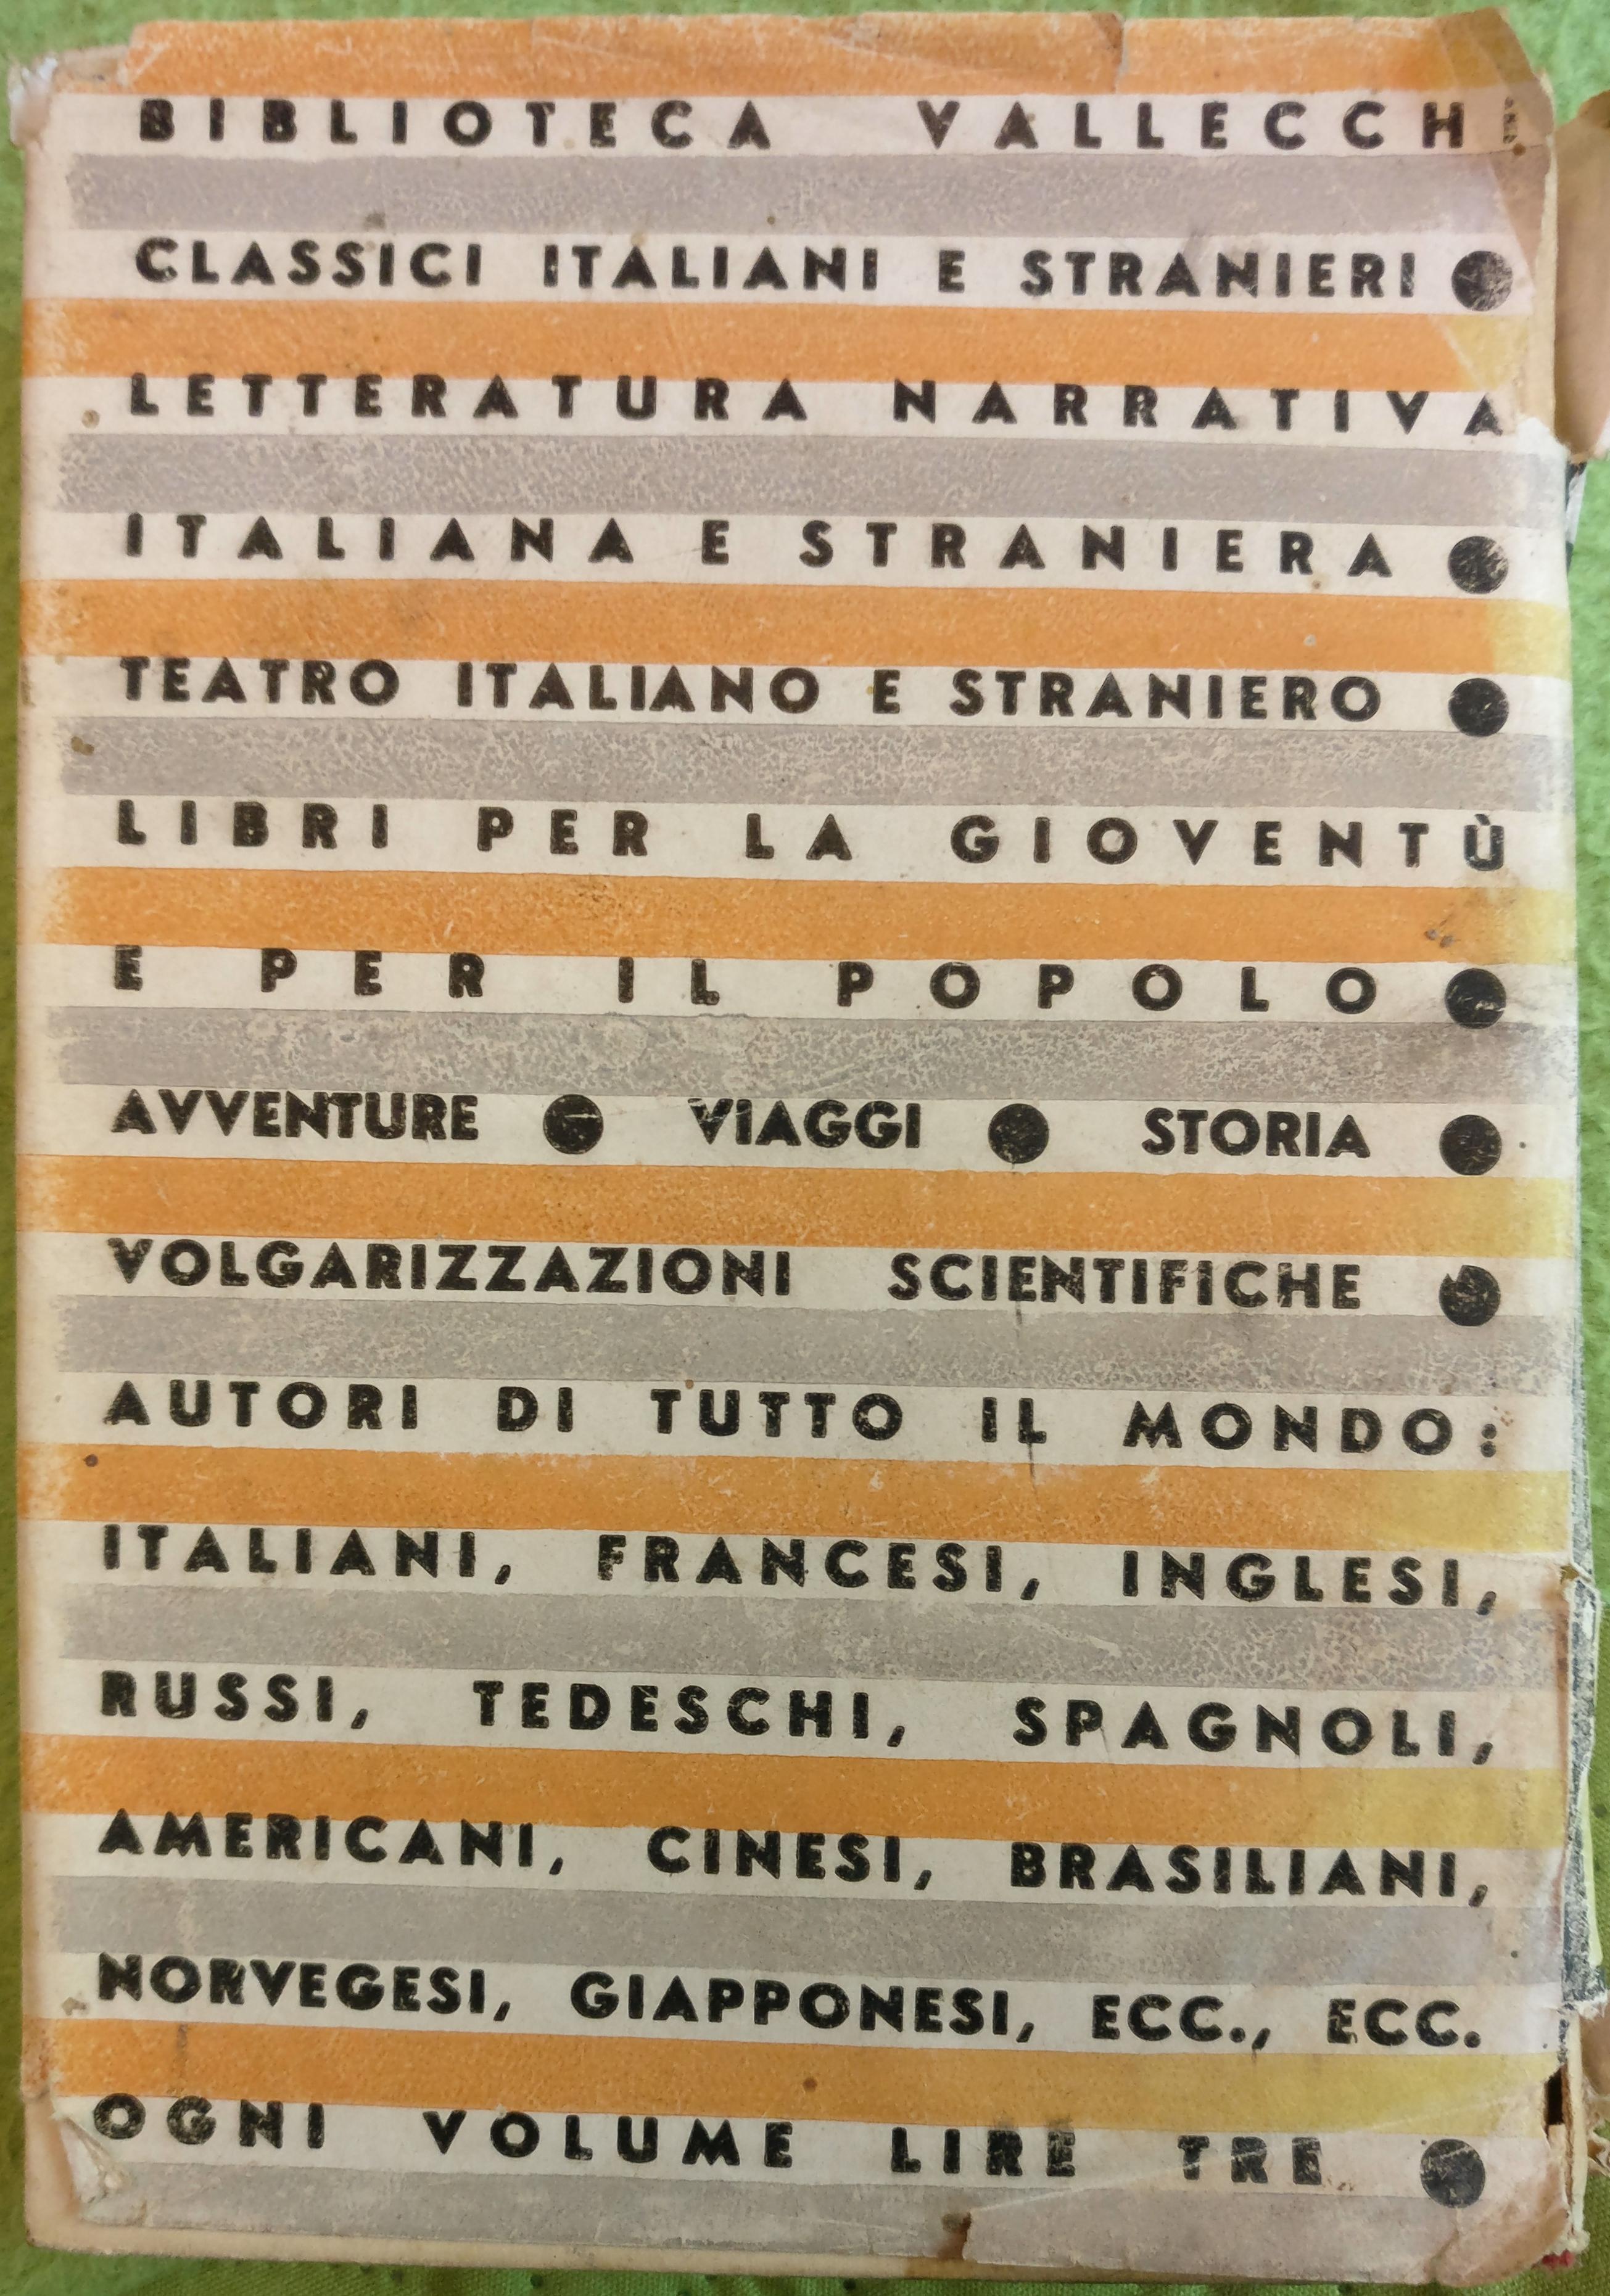 BIBLIOTECA VALLECCHI
CLASSICI ITALIANI E STRANIERI ●
LETTERATURA NARRATIVA
ITALIANA E STRANIERA ●
TEATRO ITALIANO E STRANIERO ●
LIBRI PER LA GIOVENTÙ
E PER IL POPOLO ●
AVVENTURE ● VIAGGI ● STORIA ●
VOLGARIZZAZIONI SCIENTIFICHE ●
AUTORI DI TUTTO IL MONDO:
ITALIANI, FRANCESI, INGLESI,
RUSSI, TEDESCHI, SPAGNOLI,
AMERICANI, CINESI, BRASILIANI,
NORVEGESI, GIAPPONESI, ECC., ECC.
OGNI VOLUME LIRE TRE ●